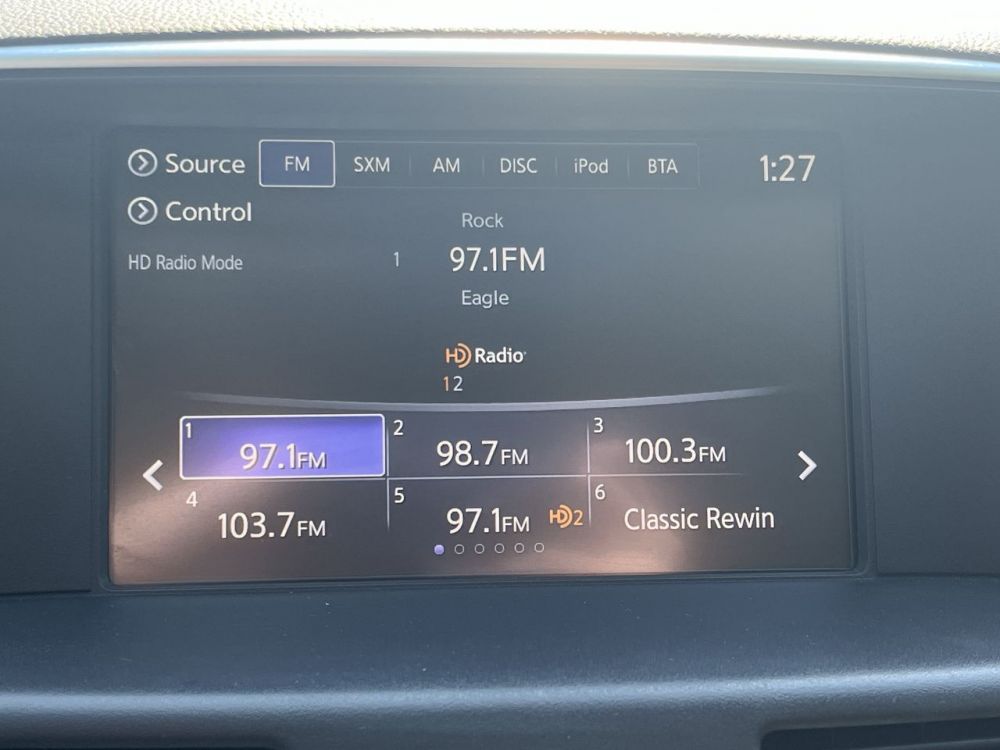 Source FM SXM AM DISC iPod BTA 1:27
Control
Rock
HD Radio Mode 1 97.1FM
Eagle
HD Radio
12
1 97.1FM 2 98.7FM 3 100.3FM
4 103.7FM 5 97.1FM HD2 6 Classic Rewin